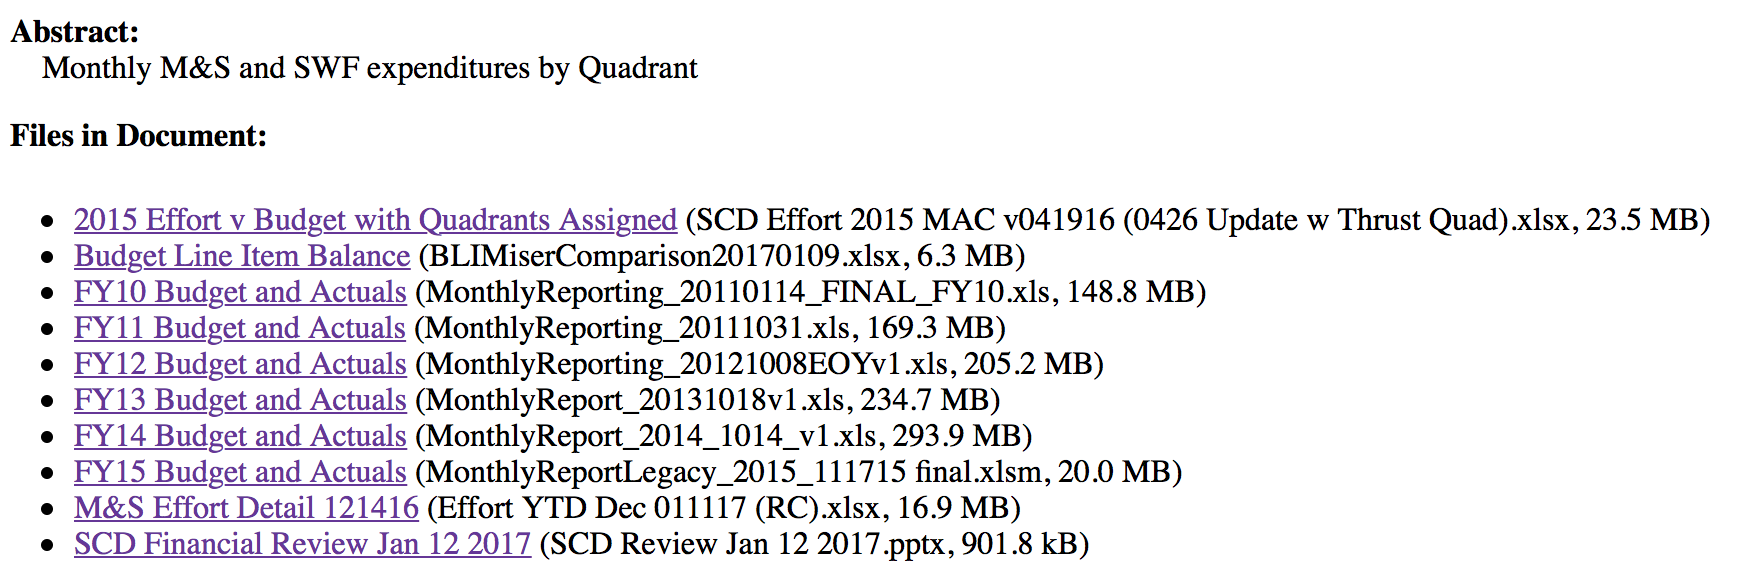 Abstract:
Monthly M&S and SWF expenditures by Quadrant
Files in Document:
• 2015 Effort v Budget with Quadrants Assigned (SCD Effort 2015 MAC v041916 (0426 Update w Thrust Quad).xlsx, 23.5 MB)
• Budget Line Item Balance (BLIMiserComparison20170109.xlsx, 6.3 MB)
• FY10 Budget and Actuals (MonthlyReporting_20110114_FINAL_FY10.xls, 148.8 MB)
• FY11 Budget and Actuals (MonthlyReporting_20111031.xls, 169.3 MB)
• FY12 Budget and Actuals (MonthlyReporting_20121008EOYv1.xls, 205.2 MB)
• FY13 Budget and Actuals (MonthlyReport_20131018v1.xls, 234.7 MB)
• FY14 Budget and Actuals (MonthlyReport_2014_1014_v1.xls, 293.9 MB)
• FY15 Budget and Actuals (MonthlyReportLegacy_2015_111715 final.xlsm, 20.0 MB)
• M&S Effort Detail 121416 (Effort YTD Dec 011117 (RC).xlsx, 16.9 MB)
• SCD Financial Review Jan 12 2017 (SCD Review Jan 12 2017.pptx, 901.8 kB)